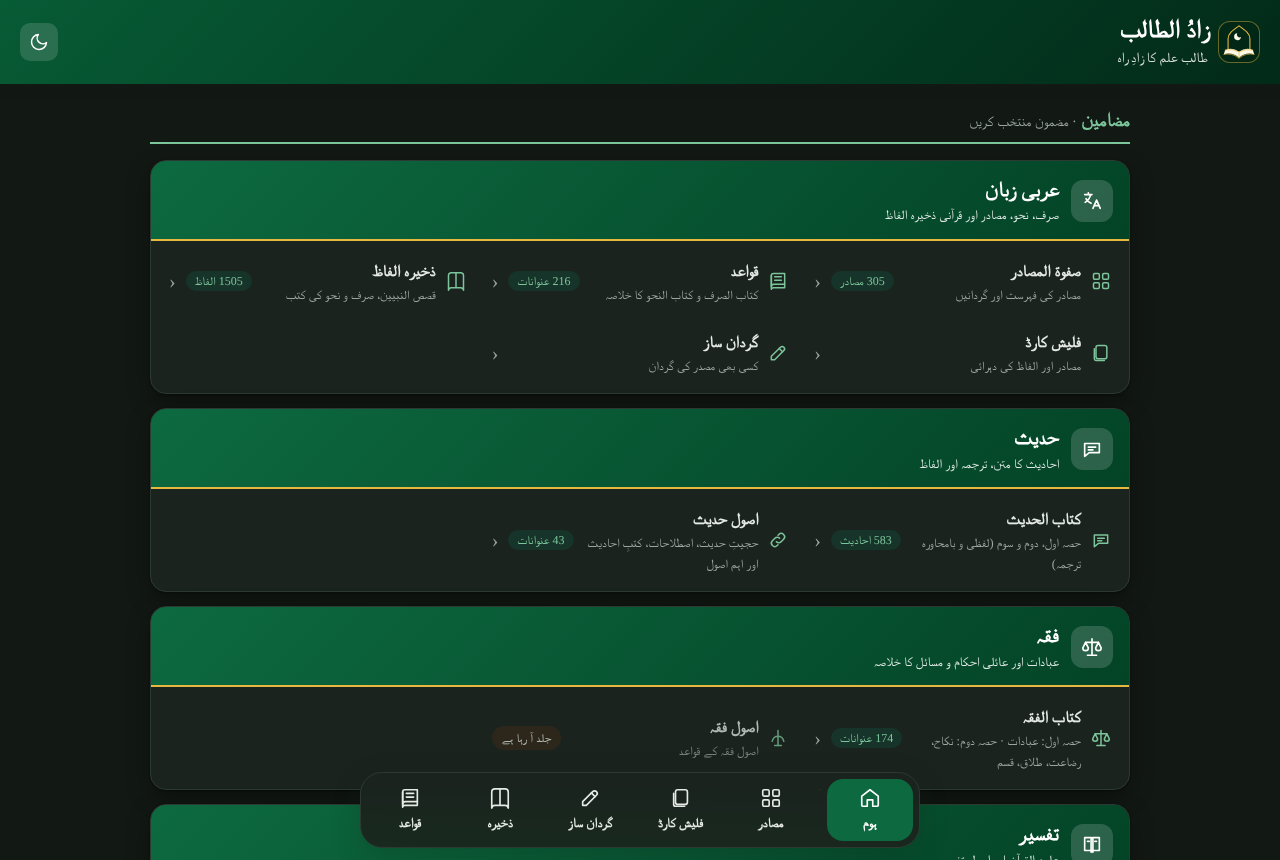 زادُ الطالب
طالب علم کا زادِ راہ
مضامین · مضمون منتخب کریں
عربی زبان
صرف، نحو، مصادر اور قرآنی ذخیرہ الفاظ
صفوۃ المصادر
مصادر کی فہرست اور گردانیں
305 مصادر
قواعد
کتاب الصرف و کتاب النحو کا خلاصہ
216 عنوانات
ذخیرہ الفاظ
قصص النبیین، صرف و نحو کی کتب
1505 الفاظ
فلیش کارڈ
مصادر اور الفاظ کی دہرائی
گردان ساز
کسی بھی مصدر کی گردان
حدیث
احادیث کا متن، ترجمہ اور الفاظ
کتاب الحدیث
حصہ اول، دوم و سوم (لفظی و بامحاورہ
ترجمہ)
583 احادیث
اصول حدیث
حجیتِ حدیث، اصطلاحات، کتبِ احادیث
اور اہم اصول
43 عنوانات
فقہ
عبادات اور عائلی احکام و مسائل کا خلاصہ
کتاب الفقہ
حصہ اول: عبادات · حصہ دوم: نکاح،
رضاعت، طلاق، قسم
174 عنوانات
اصول فقہ
اصول فقہ کے قواعد
جلد آ رہا ہے
تفسیر
ہوم
مصادر
فلیش کارڈ
گردان ساز
ذخیرہ
قواعد